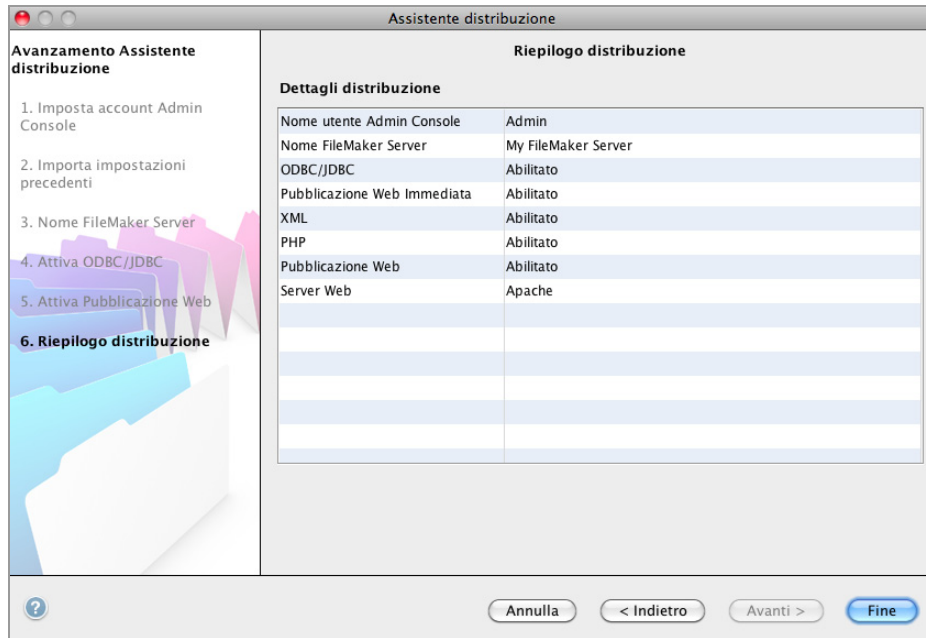 Assistente distribuzione
Avanzamento Assistente
distribuzione
1. Imposta account Admin
Console
2. Importa impostazioni
precedenti
3. Nome FileMaker Server
4. Attiva ODBC/JDBC
5. Attiva Pubblicazione Web
6. Riepilogo distribuzione
Riepilogo distribuzione
Dettagli distribuzione
Nome utente Admin Console Admin
Nome FileMaker Server My FileMaker Server
ODBC/JDBC Abilitato
Pubblicazione Web Immediata Abilitato
XML Abilitato
PHP Abilitato
Pubblicazione Web Abilitato
Server Web Apache
? Annulla < Indietro Avanti > Fine